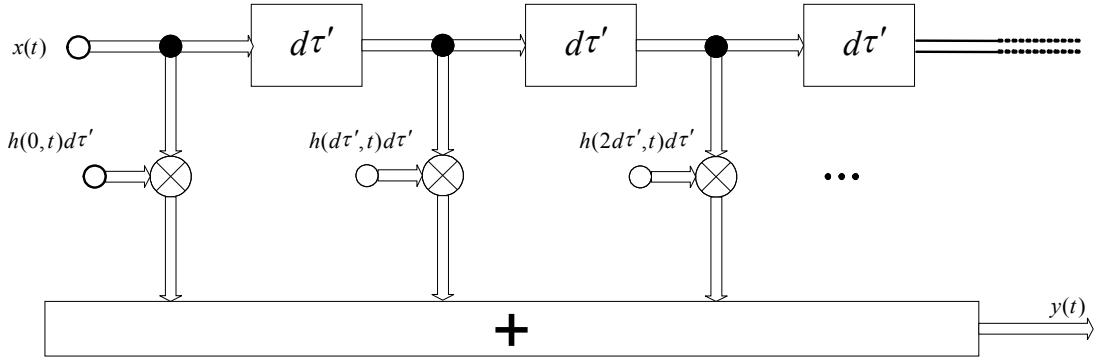 x(t)
dτ′ dτ′ dτ′
h(0,t)dτ′ h(dτ′,t)dτ′ h(2dτ′,t)dτ′
...
y(t)
+